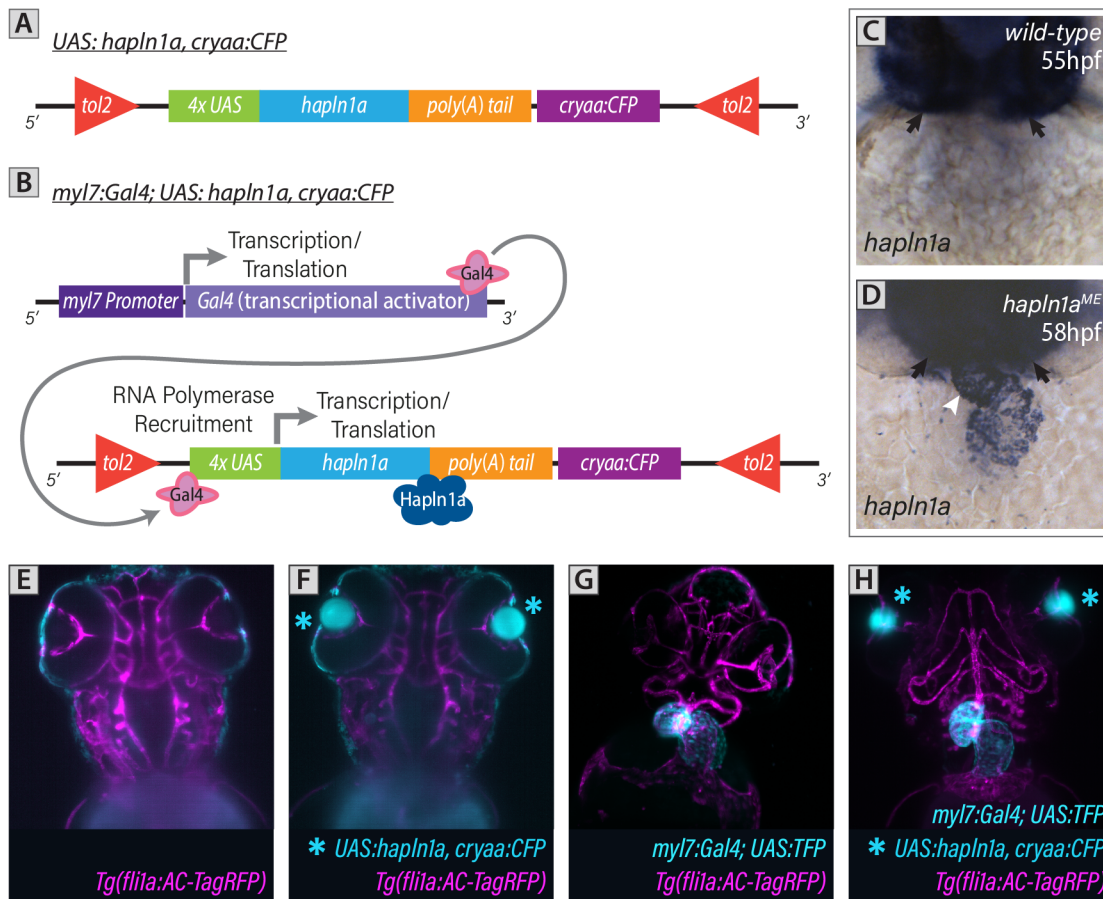 A
UAS: hapln1a, cryaa:CFP
tol2
4x UAS
hapln1a
poly(A) tail
cryaa:CFP
tol2
5’
3’
B
myl7:Gal4; UAS: hapln1a, cryaa:CFP
Transcription/
Translation
Gal4
myl7 Promoter
Gal4 (transcriptional activator)
5’
3’
RNA Polymerase
Recruitment
Transcription/
Translation
tol2
4x UAS
hapln1a
poly(A) tail
cryaa:CFP
tol2
5’
3’
Gal4
Hapln1a
C
wild-type
55hpf
hapln1a
D
hapln1aᴹᴱ
58hpf
hapln1a
E
Tg(fli1a:AC-TagRFP)
F
*
*
* UAS:hapln1a, cryaa:CFP
Tg(fli1a:AC-TagRFP)
G
myl7:Gal4; UAS:TFP
Tg(fli1a:AC-TagRFP)
H
*
*
myl7:Gal4; UAS:TFP
* UAS:hapln1a, cryaa:CFP
Tg(fli1a:AC-TagRFP)